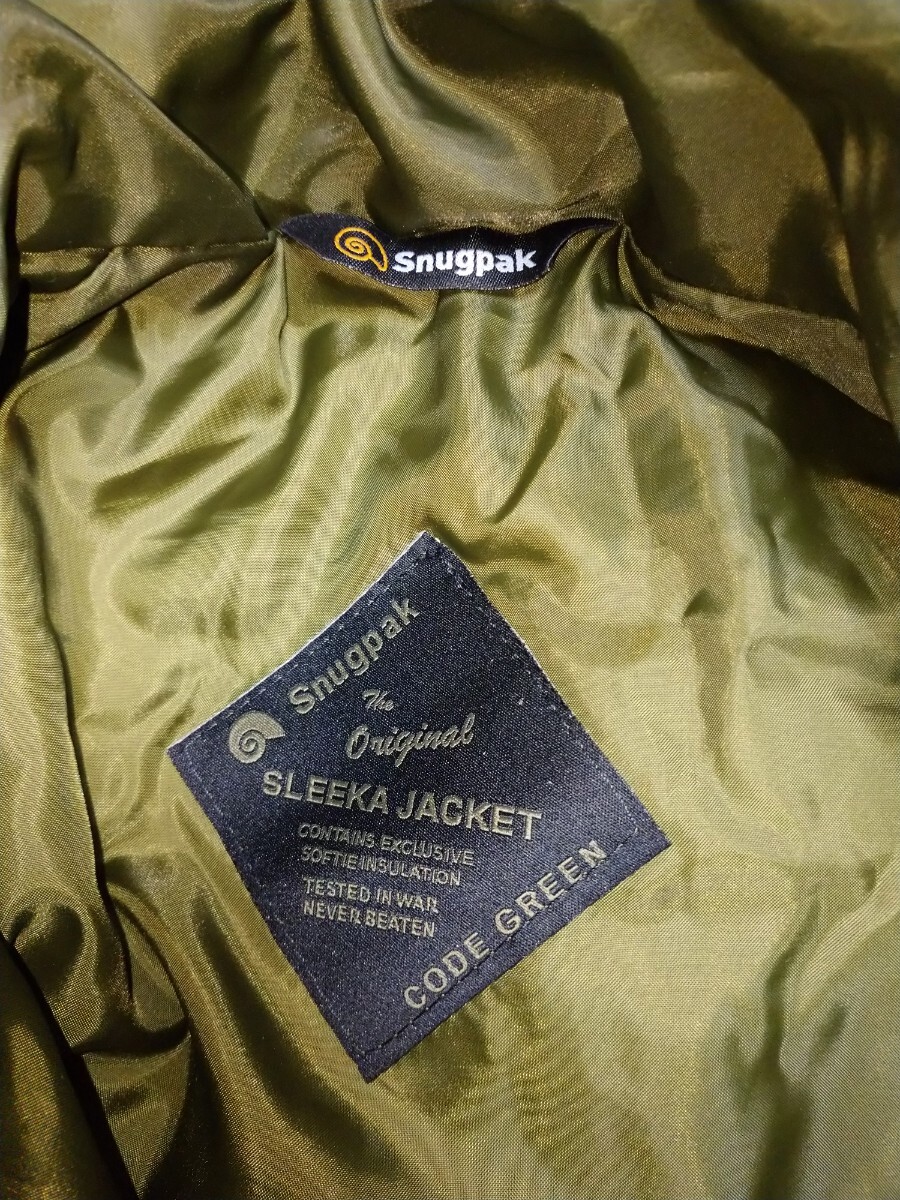 Snugpak
Snugpak
The
Original
SLEEKA JACKET
CONTAINS EXCLUSIVE
SOFTIE INSULATION
TESTED IN WAR
NEVER BEATEN
CODE GREEN